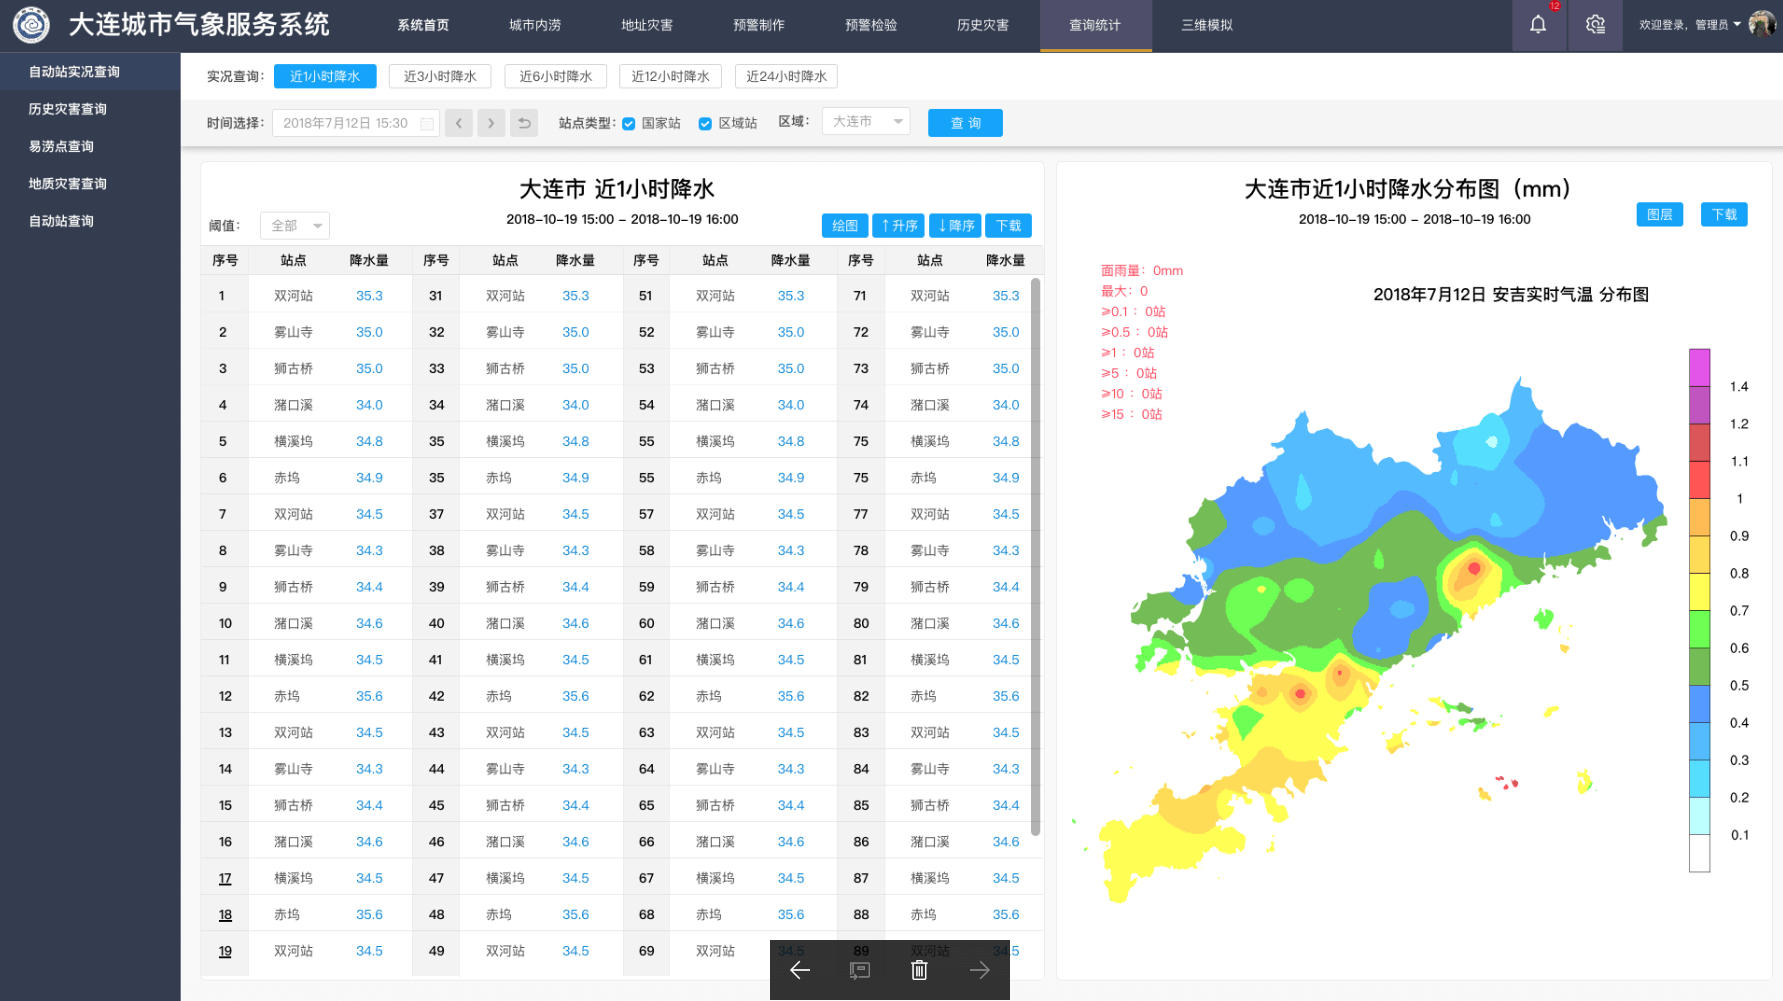 大连城市气象服务系统 系统首页 城市内涝 地址灾害 预警制作 预警检验 历史灾害 查询统计 三维模拟 12 欢迎登录，管理员
自动站实况查询
历史灾害查询
易涝点查询
地质灾害查询
自动站查询
实况查询： 近1小时降水 近3小时降水 近6小时降水 近12小时降水 近24小时降水
时间选择： 2018年7月12日 15:30 站点类型： 国家站 区域站 区域： 大连市 查 询
大连市 近1小时降水
2018-10-19 15:00 - 2018-10-19 16:00
阈值： 全部 绘图 ↑升序 ↓降序 下载
序号 站点 降水量 序号 站点 降水量 序号 站点 降水量 序号 站点 降水量
1 双河站 35.3 31 双河站 35.3 51 双河站 35.3 71 双河站 35.3
2 雾山寺 35.0 32 雾山寺 35.0 52 雾山寺 35.0 72 雾山寺 35.0
3 狮古桥 35.0 33 狮古桥 35.0 53 狮古桥 35.0 73 狮古桥 35.0
4 潴口溪 34.0 34 潴口溪 34.0 54 潴口溪 34.0 74 潴口溪 34.0
5 横溪坞 34.8 35 横溪坞 34.8 55 横溪坞 34.8 75 横溪坞 34.8
6 赤坞 34.9 35 赤坞 34.9 55 赤坞 34.9 75 赤坞 34.9
7 双河站 34.5 37 双河站 34.5 57 双河站 34.5 77 双河站 34.5
8 雾山寺 34.3 38 雾山寺 34.3 58 雾山寺 34.3 78 雾山寺 34.3
9 狮古桥 34.4 39 狮古桥 34.4 59 狮古桥 34.4 79 狮古桥 34.4
10 潴口溪 34.6 40 潴口溪 34.6 60 潴口溪 34.6 80 潴口溪 34.6
11 横溪坞 34.5 41 横溪坞 34.5 61 横溪坞 34.5 81 横溪坞 34.5
12 赤坞 35.6 42 赤坞 35.6 62 赤坞 35.6 82 赤坞 35.6
13 双河站 34.5 43 双河站 34.5 63 双河站 34.5 83 双河站 34.5
14 雾山寺 34.3 44 雾山寺 34.3 64 雾山寺 34.3 84 雾山寺 34.3
15 狮古桥 34.4 45 狮古桥 34.4 65 狮古桥 34.4 85 狮古桥 34.4
16 潴口溪 34.6 46 潴口溪 34.6 66 潴口溪 34.6 86 潴口溪 34.6
17 横溪坞 34.5 47 横溪坞 34.5 67 横溪坞 34.5 87 横溪坞 34.5
18 赤坞 35.6 48 赤坞 35.6 68 赤坞 35.6 88 赤坞 35.6
19 双河站 34.5 49 双河站 34.5 69 双河站 34.5 89 双河站 34.5
大连市近1小时降水分布图（mm）
2018-10-19 15:00 - 2018-10-19 16:00
图层 下载
面雨量：0mm
最大：0
≥0.1：0站
≥0.5：0站
≥1：0站
≥5：0站
≥10：0站
≥15：0站
2018年7月12日 安吉实时气温 分布图
1.4
1.2
1.1
1
0.9
0.8
0.7
0.6
0.5
0.4
0.3
0.2
0.1